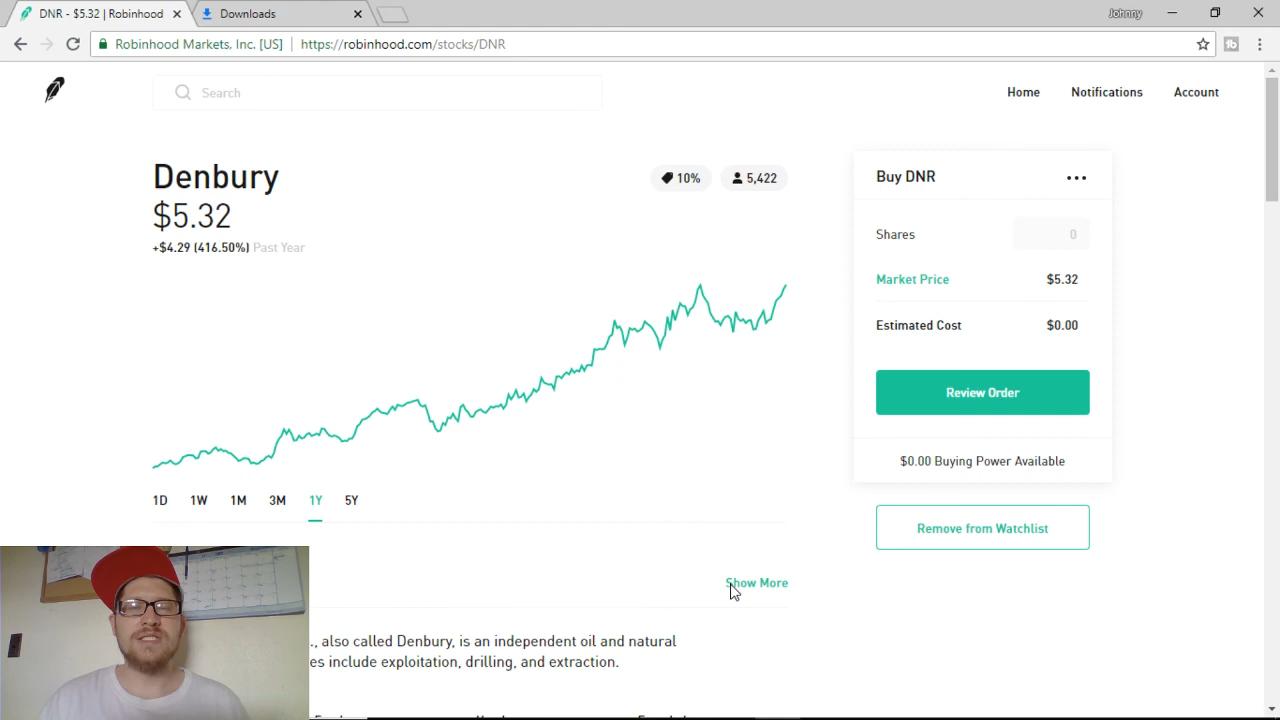 DNR - $5.32 | Robinhood
Downloads
Johnny
Robinhood Markets, Inc. [US]
https://robinhood.com/stocks/DNR
Search
Home
Notifications
Account
Denbury
$5.32
+$4.29 (416.50%) Past Year
10%
5,422
1D
1W
1M
3M
1Y
5Y
Buy DNR
Shares
0
Market Price
$5.32
Estimated Cost
$0.00
Review Order
$0.00 Buying Power Available
Remove from Watchlist
Show More
., also called Denbury, is an independent oil and natural
es include exploitation, drilling, and extraction.